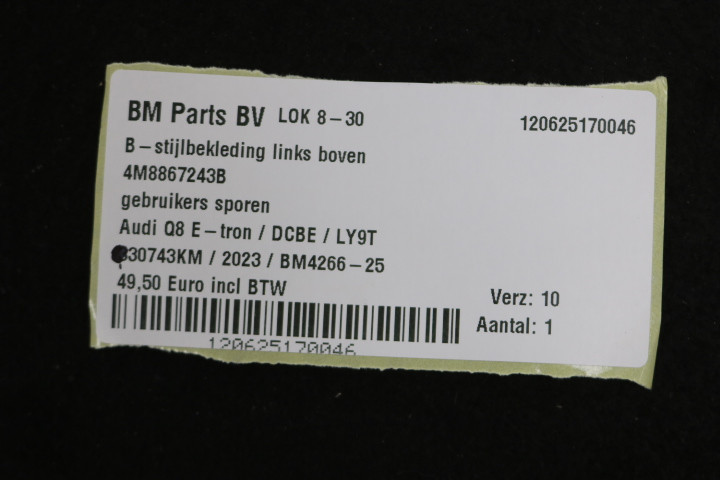 BM Parts BV LOK 8-30 120625170046
B-stijlbekleding links boven
4M8867243B
gebruikers sporen
Audi Q8 E-tron / DCBE / LY9T
30743KM / 2023 / BM4266-25
49,50 Euro incl BTW
Verz: 10
Aantal: 1
120625170046